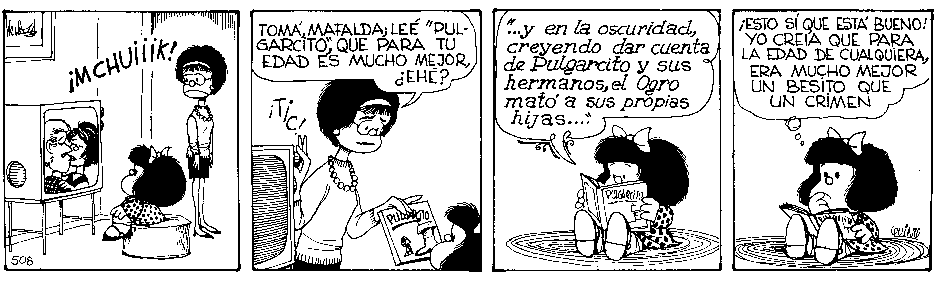 ¡MCHUIIIK!
508
TOMÁ, MAFALDA; LEÉ "PUL-
GARCITO", QUE PARA TU
EDAD ES MUCHO MEJOR,
¿EHÉ?
¡TIC!
PULGARCITO
"...y en la oscuridad,
creyendo dar cuenta
de Pulgarcito y sus
hermanos, el Ogro
mató a sus propias
hijas..."
PULGARCITO
¡ESTO SÍ QUE ESTÁ BUENO!
YO CREÍA QUE PARA
LA EDAD DE CUALQUIERA,
ERA MUCHO MEJOR
UN BESITO QUE
UN CRIMEN